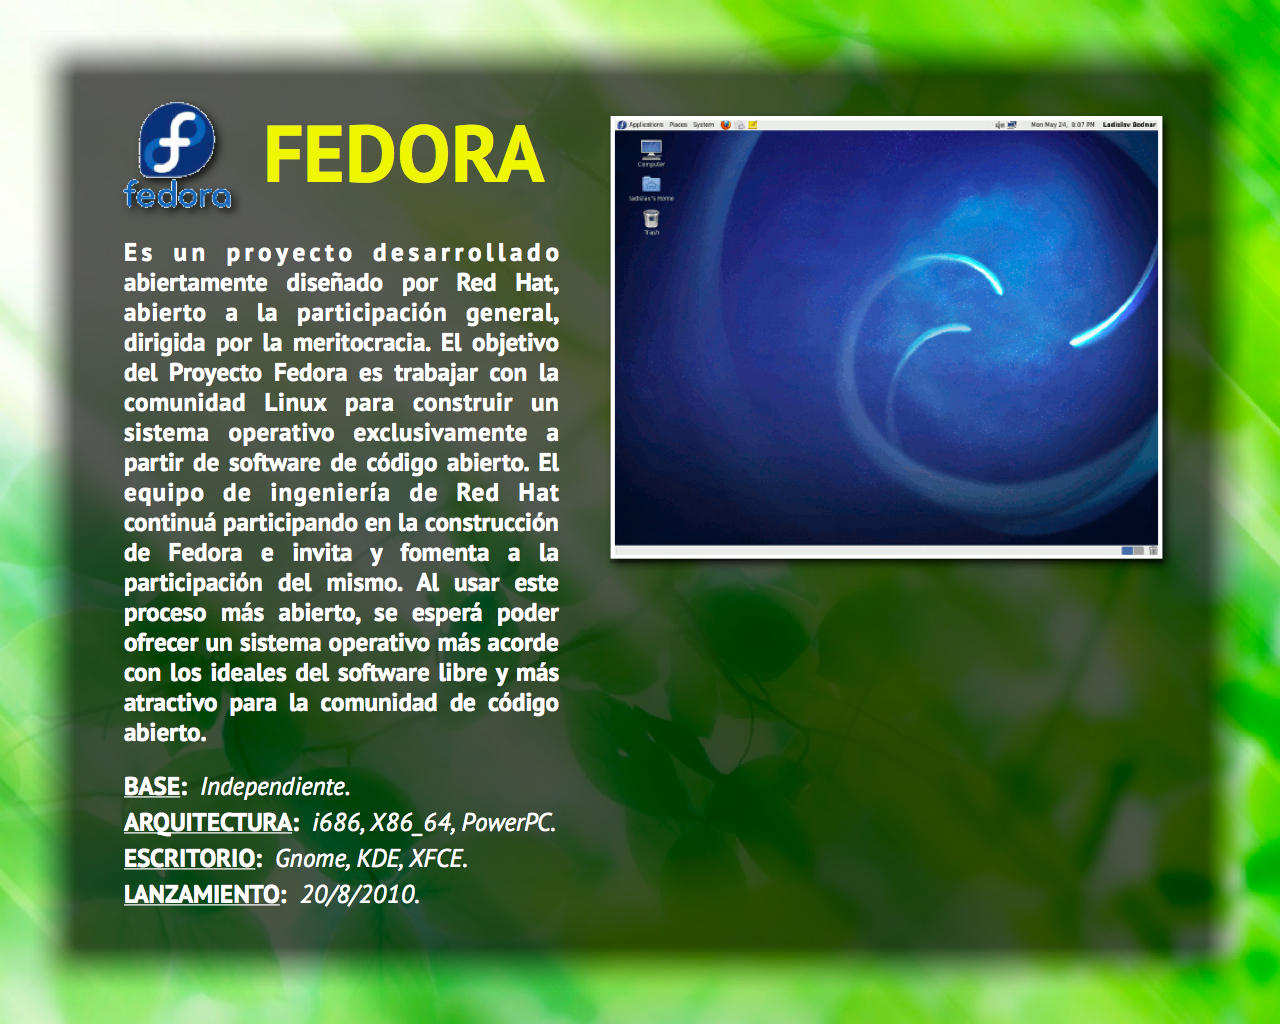 fedora
FEDORA
Es un proyecto desarrollado
abiertamente diseñado por Red Hat,
abierto a la participación general,
dirigida por la meritocracia. El objetivo
del Proyecto Fedora es trabajar con la
comunidad Linux para construir un
sistema operativo exclusivamente a
partir de software de código abierto. El
equipo de ingeniería de Red Hat
continuá participando en la construcción
de Fedora e invita y fomenta a la
participación del mismo. Al usar este
proceso más abierto, se esperá poder
ofrecer un sistema operativo más acorde
con los ideales del software libre y más
atractivo para la comunidad de código
abierto.
BASE: Independiente.
ARQUITECTURA: i686, X86_64, PowerPC.
ESCRITORIO: Gnome, KDE, XFCE.
LANZAMIENTO: 20/8/2010.
Applications Places System Mon May 24, 8:07 PM Ladislav Bodnar
Computer
ladislav's Home
Trash